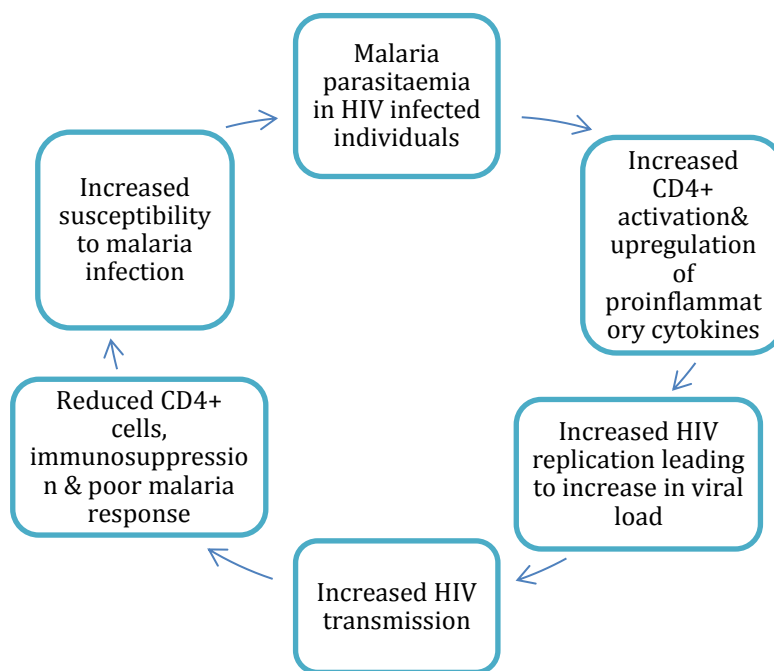 Malaria
parasitaemia
in HIV infected
individuals
Increased
CD4+
activation&
upregulation
of
proinflammat
ory cytokines
Increased HIV
replication leading
to increase in viral
load
Increased HIV
transmission
Reduced CD4+
cells,
immunosuppressio
n & poor malaria
response
Increased
susceptibility
to malaria
infection